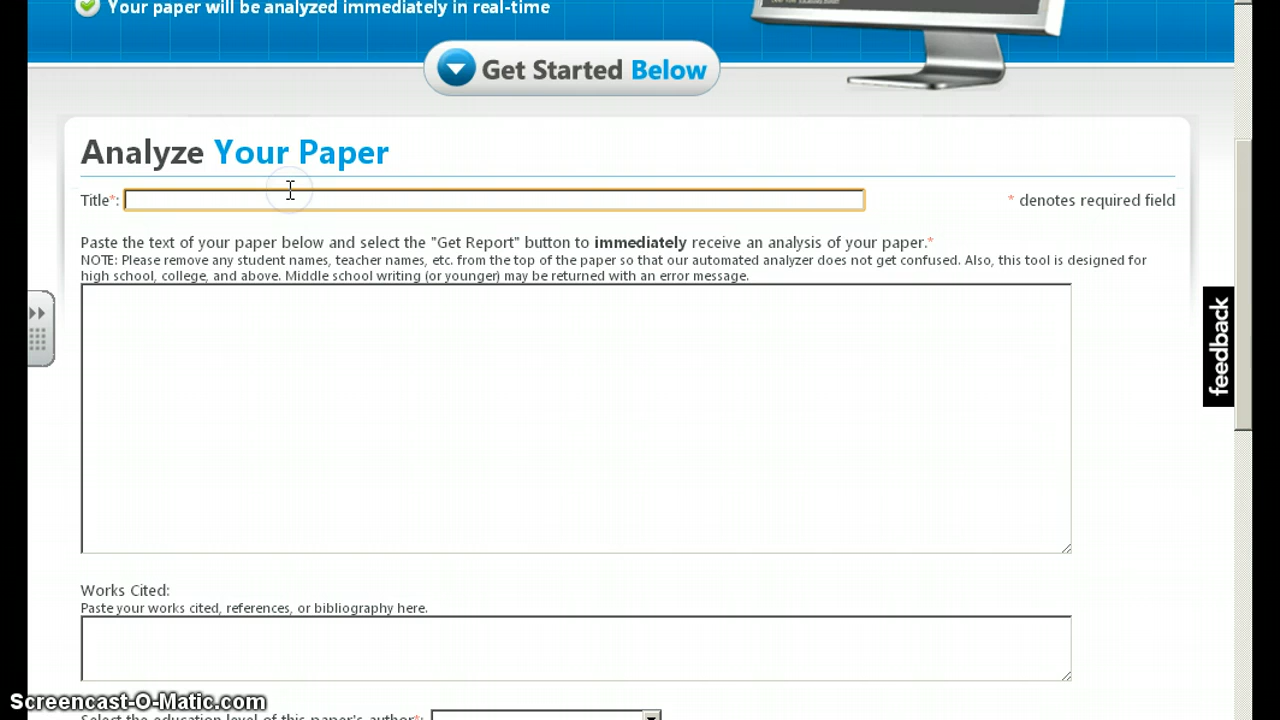 Your paper will be analyzed immediately in real-time
Get Started Below
Analyze Your Paper
Title*:
* denotes required field
Paste the text of your paper below and select the "Get Report" button to immediately receive an analysis of your paper.*
NOTE: Please remove any student names, teacher names, etc. from the top of the paper so that our automated analyzer does not get confused. Also, this tool is designed for
high school, college, and above. Middle school writing (or younger) may be returned with an error message.
feedback
Works Cited:
Paste your works cited, references, or bibliography here.
Screencast-O-Matic.com
Select the education level of this paper's author*: